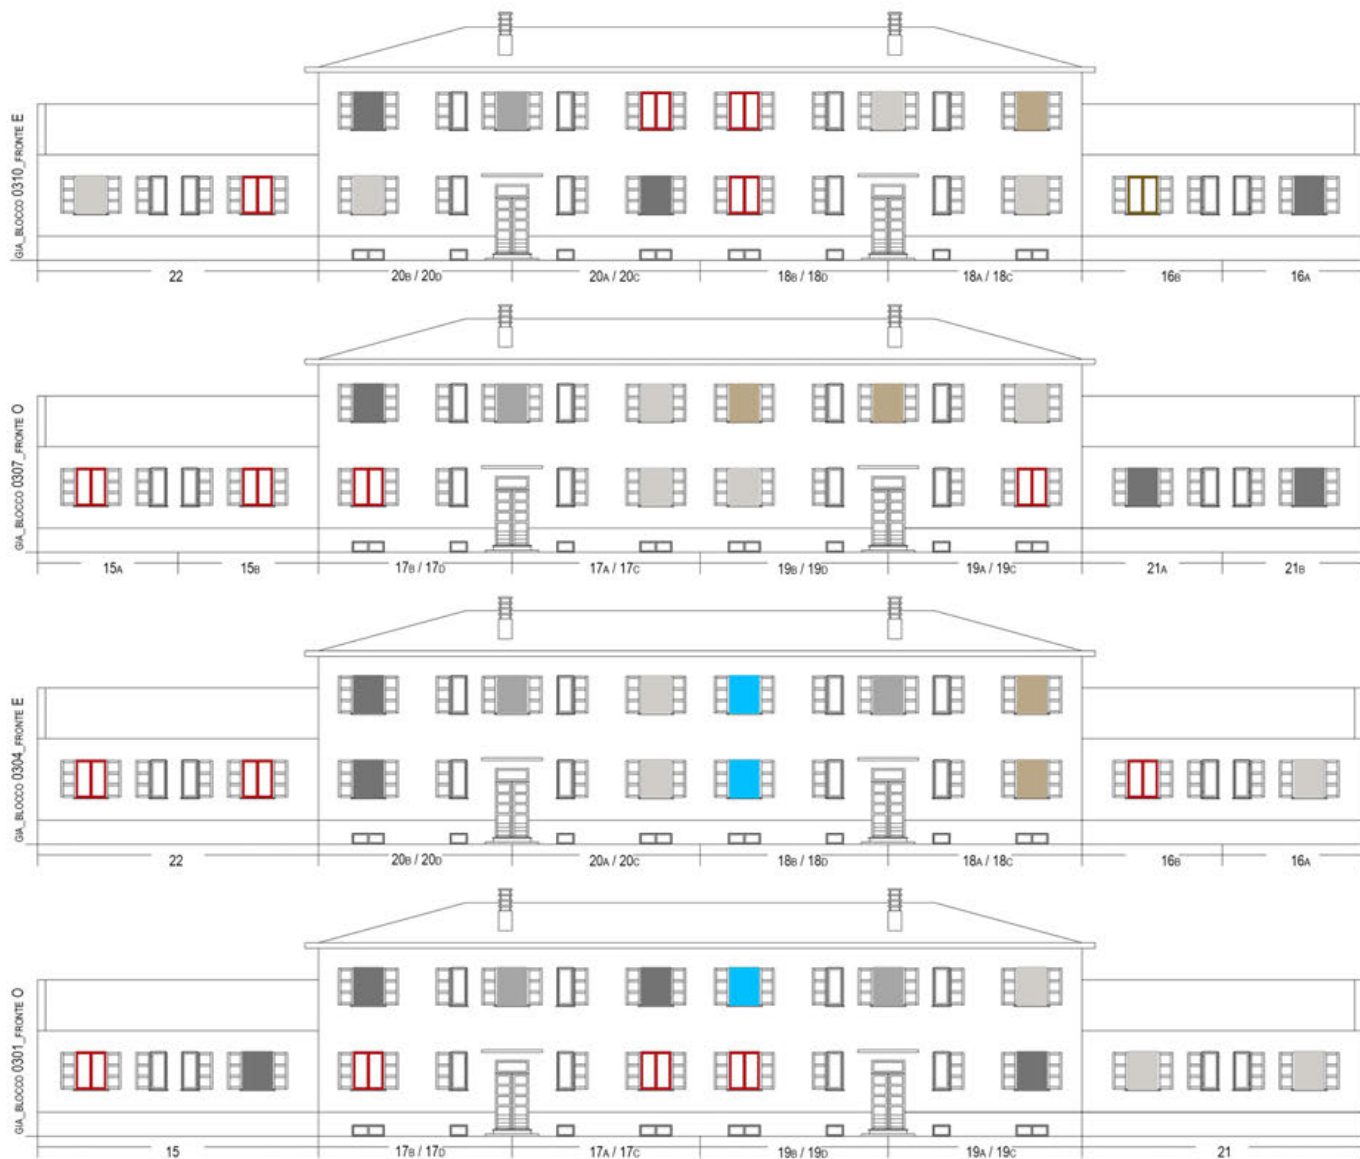 GIA_BLOCCO 0310_FRONTE E
22 20B / 20D 20A / 20C 18B / 18D 18A / 18C 16B 16A
GIA_BLOCCO 0307_FRONTE O
15A 15B 17B / 17D 17A / 17C 19B / 19D 19A / 19C 21A 21B
GIA_BLOCCO 0304_FRONTE E
22 20B / 20D 20A / 20C 18B / 18D 18A / 18C 16B 16A
GIA_BLOCCO 0301_FRONTE O
15 17B / 17D 17A / 17C 19B / 19D 19A / 19C 21